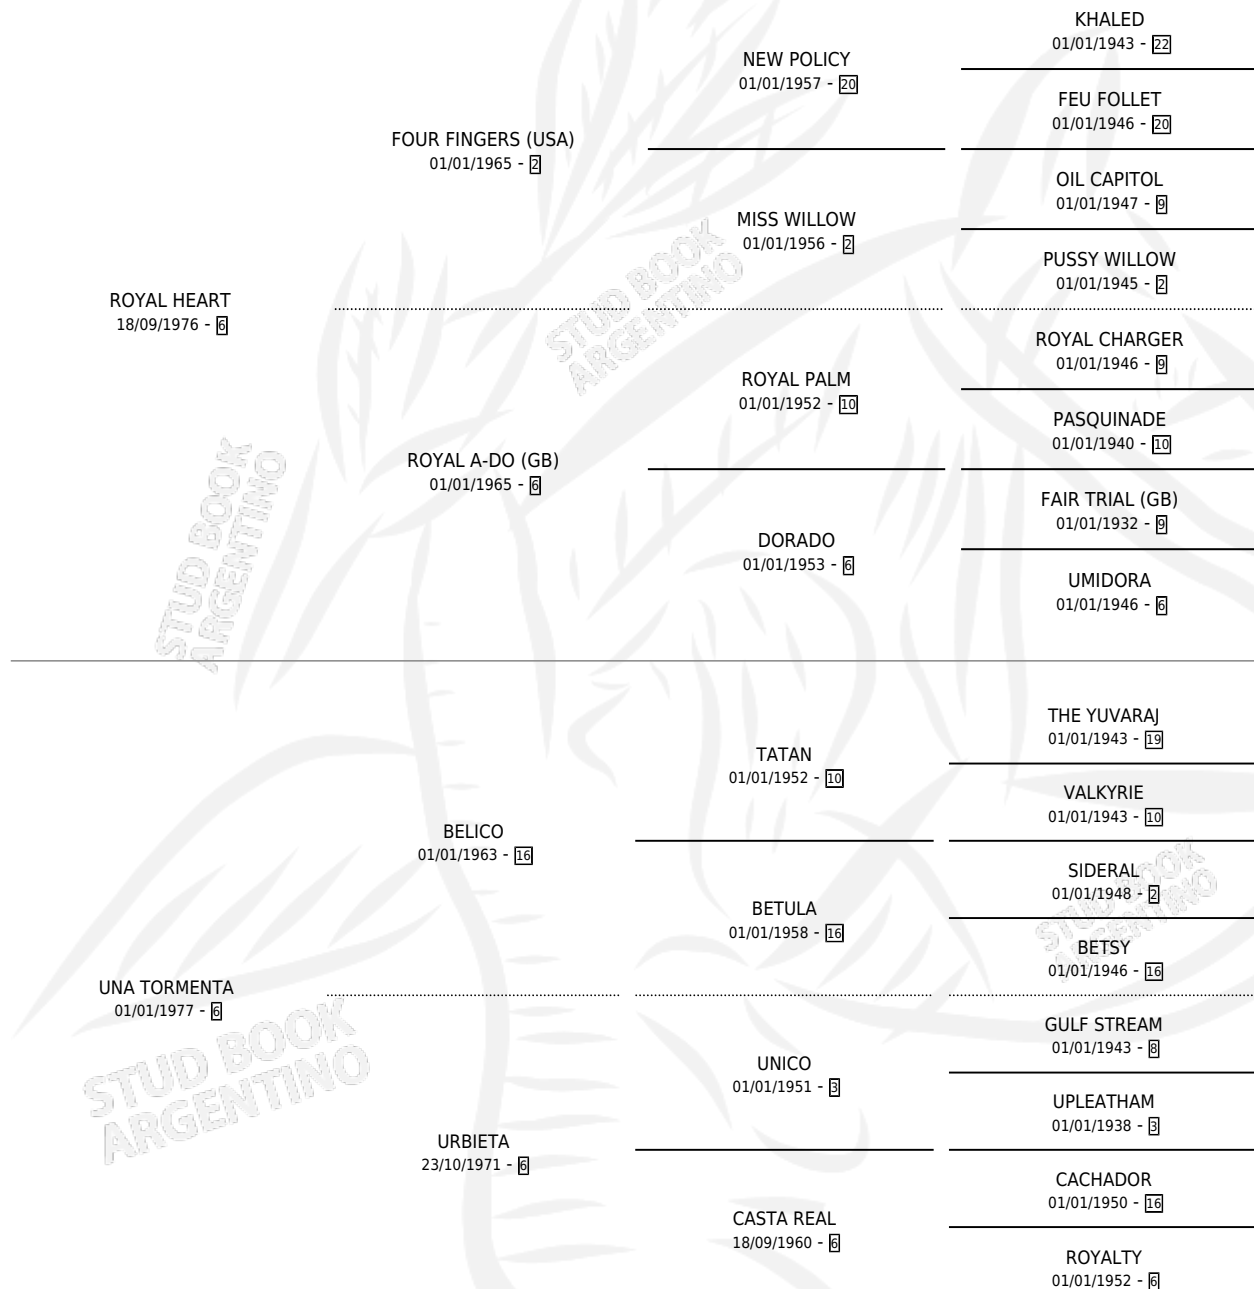 KHALED
01/01/1943 - 22
NEW POLICY
01/01/1957 - 20
FEU FOLLET
01/01/1946 - 20
FOUR FINGERS (USA)
01/01/1965 - 2
OIL CAPITOL
01/01/1947 - 9
MISS WILLOW
01/01/1956 - 2
PUSSY WILLOW
01/01/1945 - 2
STUD BOOK
ARGENTINO
ROYAL HEART
18/09/1976 - 6
ROYAL CHARGER
01/01/1946 - 9
ROYAL PALM
01/01/1952 - 10
PASQUINADE
01/01/1940 - 10
ROYAL A-DO (GB)
01/01/1965 - 6
FAIR TRIAL (GB)
01/01/1932 - 9
DORADO
01/01/1953 - 6
UMIDORA
01/01/1946 - 6
STUD BOOK
ARGENTINO
THE YUVARAJ
01/01/1943 - 19
TATAN
01/01/1952 - 10
VALKYRIE
01/01/1943 - 10
BELICO
01/01/1963 - 16
SIDERAL
01/01/1948 - 2
BETULA
01/01/1958 - 16
BETSY
01/01/1946 - 16
STUD BOOK
ARGENTINO
UNA TORMENTA
01/01/1977 - 6
GULF STREAM
01/01/1943 - 8
UNICO
01/01/1951 - 3
UPLEATHAM
01/01/1938 - 3
STUD BOOK
ARGENTINO
URBIETA
23/10/1971 - 6
CACHADOR
01/01/1950 - 16
CASTA REAL
18/09/1960 - 6
ROYALTY
01/01/1952 - 6